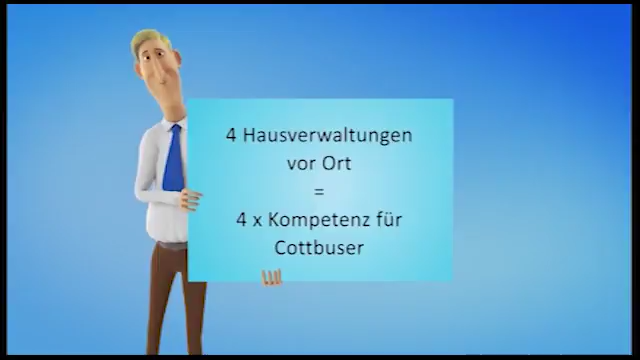 4 Hausverwaltungen
vor Ort
=
4 x Kompetenz für
Cottbuser